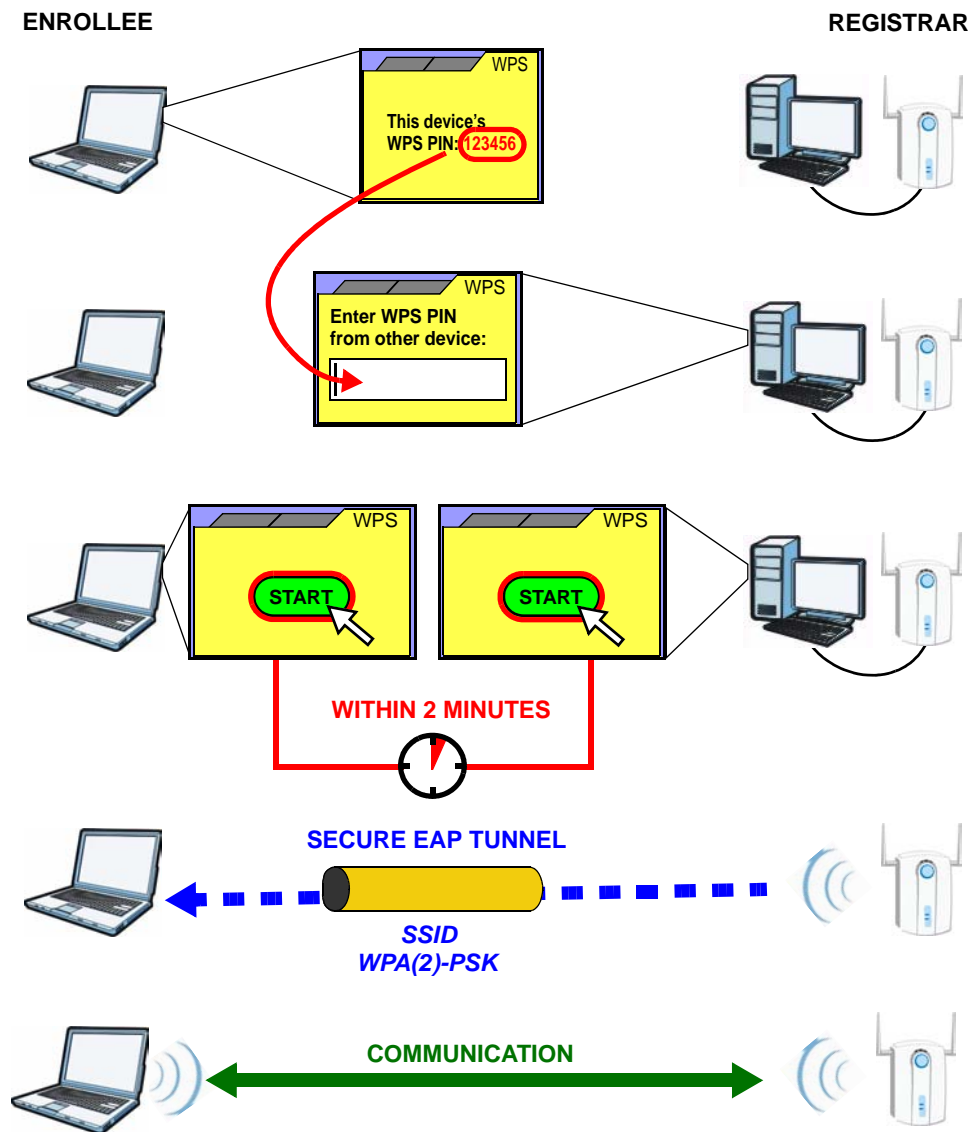 ENROLLEE
REGISTRAR
WPS
This device's
WPS PIN: 123456
WPS
Enter WPS PIN
from other device:
WPS
START
WPS
START
WITHIN 2 MINUTES
SECURE EAP TUNNEL
SSID
WPA(2)-PSK
COMMUNICATION